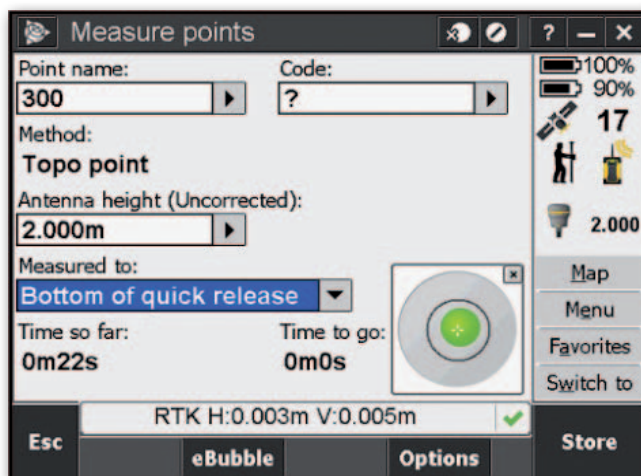 Measure points
? – ×
Point name:
Code:
300
?
Method:
Topo point
Antenna height (Uncorrected):
2.000m
Measured to:
Bottom of quick release
Time so far:
Time to go:
0m22s
0m0s
100%
90%
17
2.000
Map
Menu
Favorites
Switch to
RTK H:0.003m V:0.005m
Esc
eBubble
Options
Store